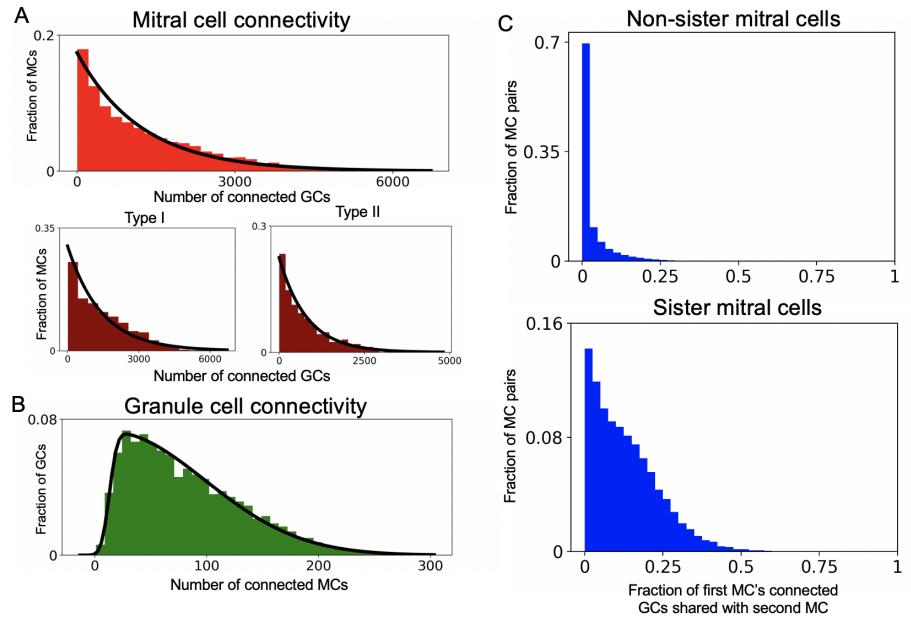 A
Mitral cell connectivity
0.2
Fraction of MCs
0
0
3000
6000
Number of connected GCs
Type I
0.35
Fraction of MCs
0
0
3000
6000
Type II
0.3
0
0
2500
5000
Number of connected GCs
B
Granule cell connectivity
0.08
Fraction of GCs
0
0
100
200
300
Number of connected MCs
C
Non-sister mitral cells
0.7
0.35
0
Fraction of MC pairs
0
0.25
0.5
0.75
1
Sister mitral cells
0.16
0.08
0
Fraction of MC pairs
0
0.25
0.5
0.75
1
Fraction of first MC's connected
GCs shared with second MC